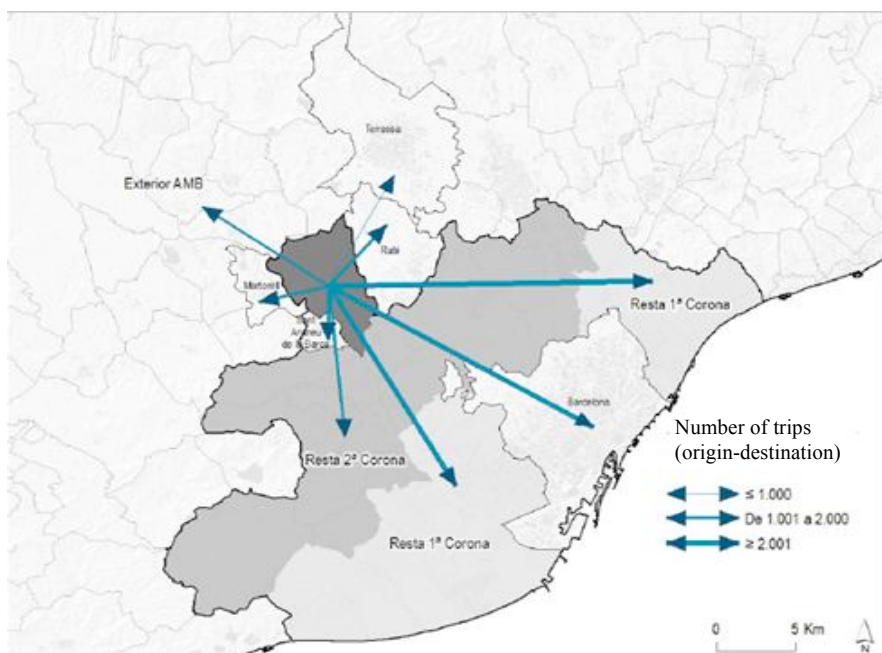 Terrassa
Exterior AMB
Rubí
Martorell
Sant
Andreu
de la Barca
Resta 1ª Corona
Barcelona
Number of trips
(origin-destination)
Resta 2ª Corona
≤ 1.000
De 1.001 a 2.000
≥ 2.001
Resta 1ª Corona
0 5 Km
N